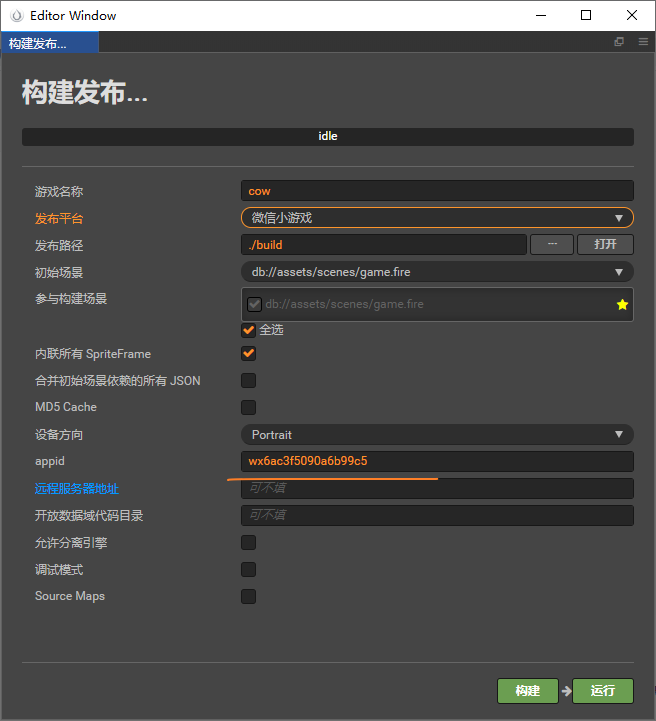 Editor Window
构建发布...
构建发布...
idle
游戏名称 cow
发布平台 微信小游戏
发布路径 ./build ... 打开
初始场景 db://assets/scenes/game.fire
参与构建场景 db://assets/scenes/game.fire
全选
内联所有 SpriteFrame
合并初始场景依赖的所有 JSON
MD5 Cache
设备方向 Portrait
appid wx6ac3f5090a6b99c5
远程服务器地址 可不填
开放数据域代码目录 可不填
允许分离引擎
调试模式
Source Maps
构建 运行